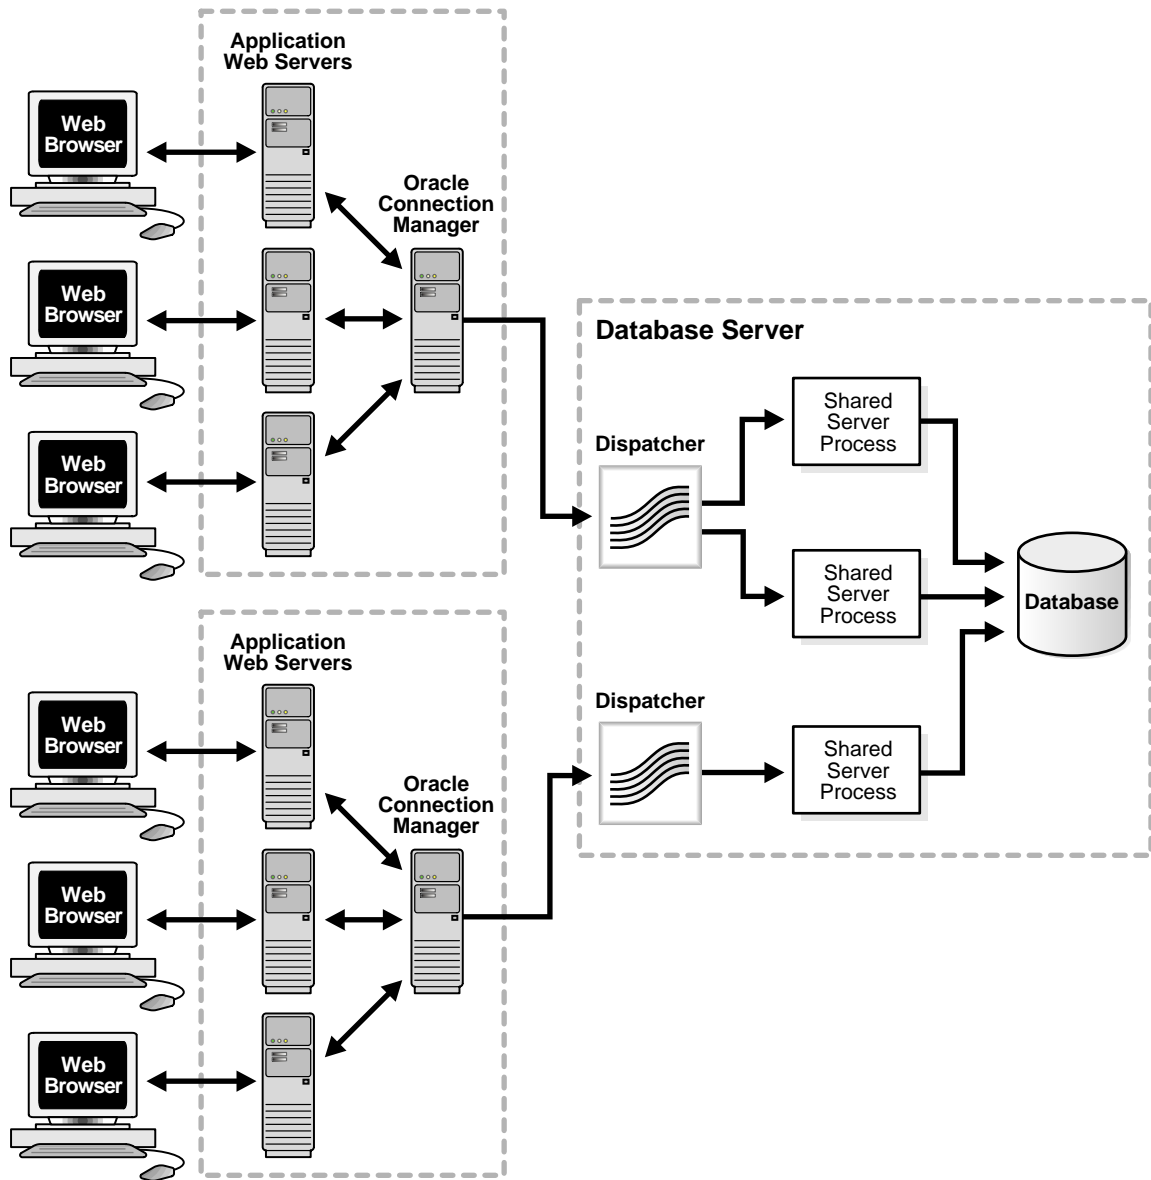 Application
Web Servers
Web
Browser
Oracle
Connection
Manager
Web
Browser
Web
Browser
Database Server
Shared
Server
Process
Dispatcher
Shared
Server
Process
Database
Application
Web Servers
Dispatcher
Web
Browser
Shared
Server
Process
Oracle
Connection
Manager
Web
Browser
Web
Browser